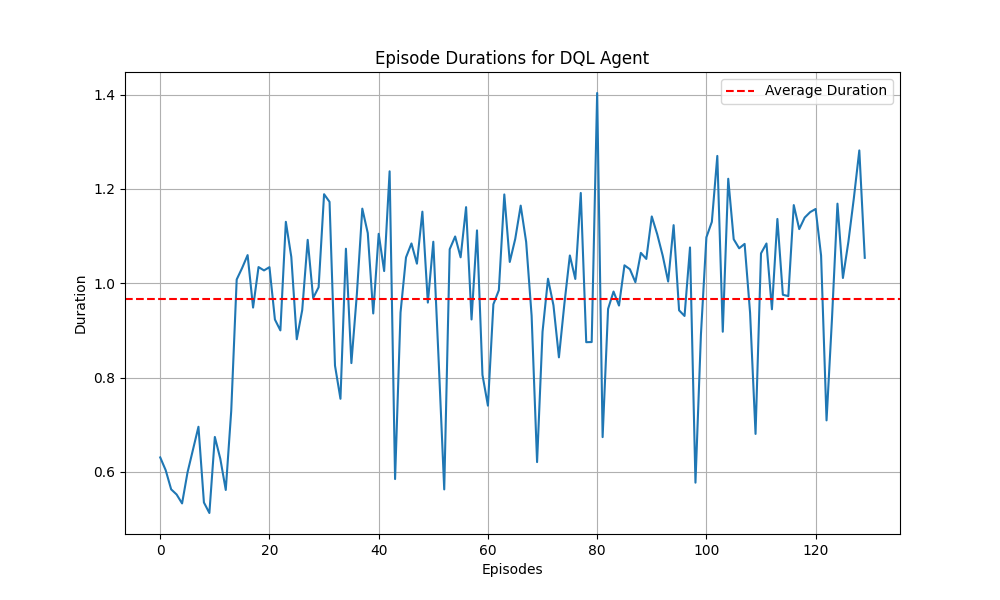 Episode Durations for DQL Agent
Average Duration
1.4
1.2
1.0
0.8
0.6
Duration
0 20 40 60 80 100 120
Episodes